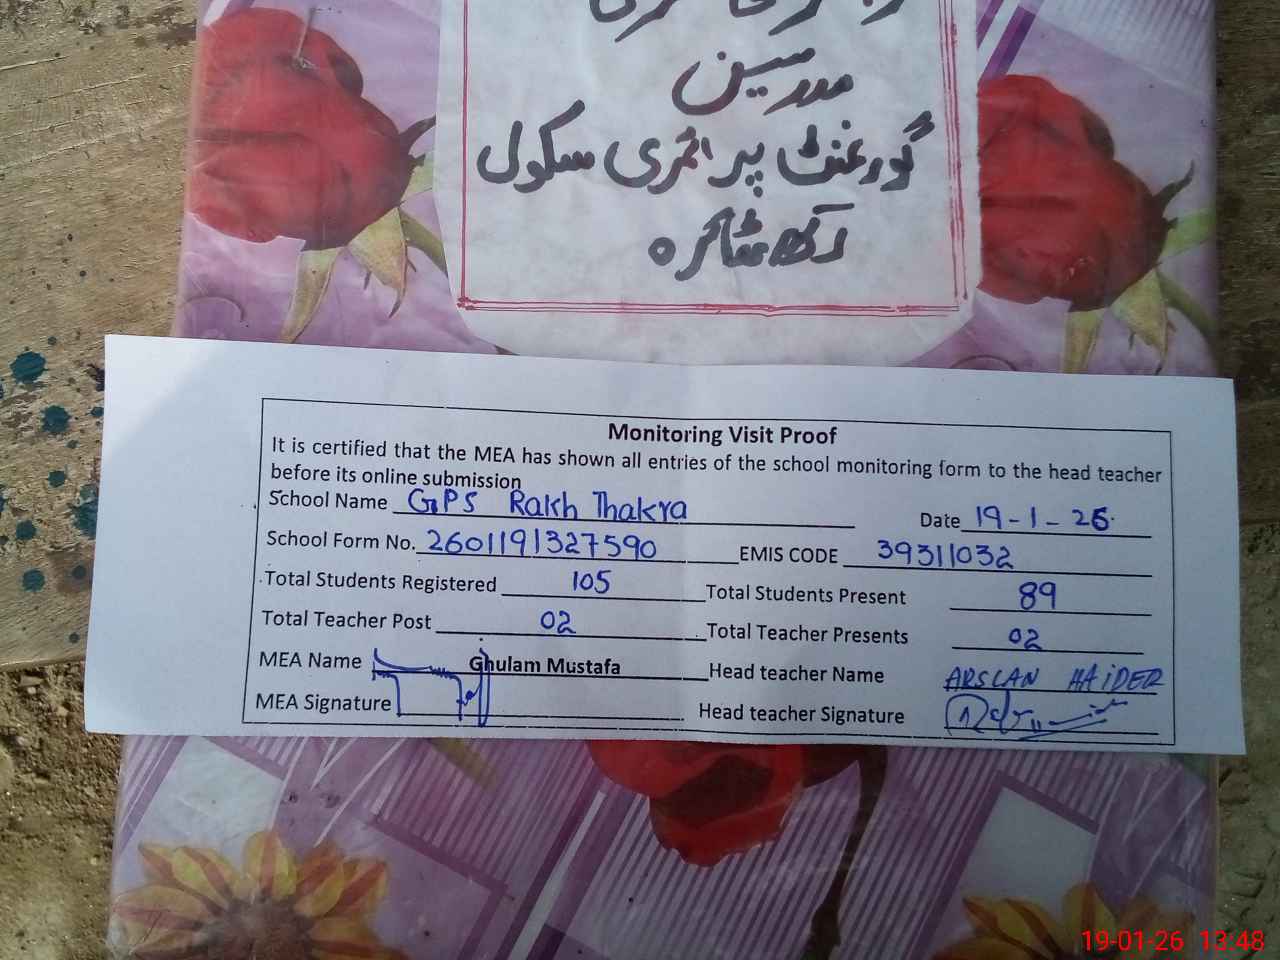 مدرسین
گورنمنٹ پرائمری سکول
رکھ ٹھاکرہ
Monitoring Visit Proof
It is certified that the MEA has shown all entries of the school monitoring form to the head teacher
before its online submission
School Name GPS Rakh Thakra Date 19-1-26
School Form No. 2601191327590 EMIS CODE 39311032
Total Students Registered 105 Total Students Present 89
Total Teacher Post 02 Total Teacher Presents 02
MEA Name Ghulam Mustafa Head teacher Name ARSLAN HAIDER
MEA Signature Head teacher Signature
19-01-26 13:48